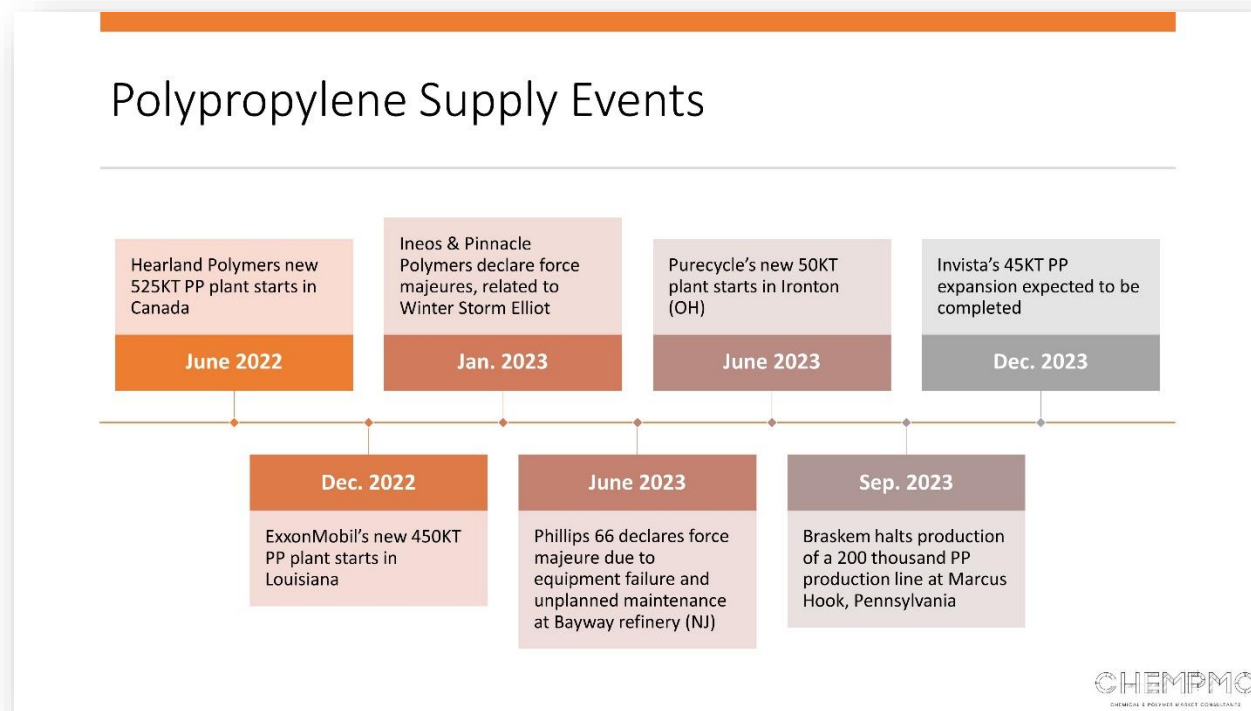 Polypropylene Supply Events
Hearland Polymers new
525KT PP plant starts in
Canada
June 2022
Dec. 2022
ExxonMobil's new 450KT
PP plant starts in
Louisiana
Ineos & Pinnacle
Polymers declare force
majeures, related to
Winter Storm Elliot
Jan. 2023
June 2023
Phillips 66 declares force
majeure due to
equipment failure and
unplanned maintenance
at Bayway refinery (NJ)
Purecycle's new 50KT
plant starts in Ironton
(OH)
June 2023
Sep. 2023
Braskem halts production
of a 200 thousand PP
production line at Marcus
Hook, Pennsylvania
Invista's 45KT PP
expansion expected to be
completed
Dec. 2023
CHEMPMC
CHEMICAL & POLYMER MARKET CONSULTANTS